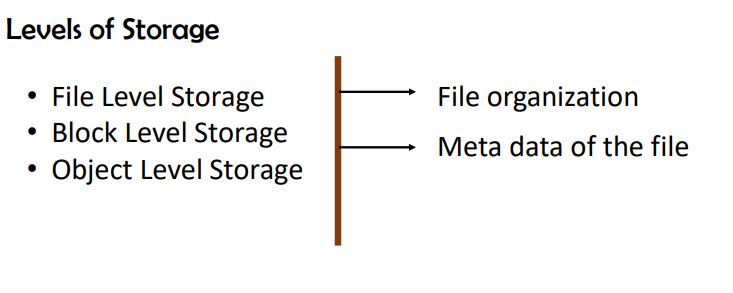 Levels of Storage
• File Level Storage
• Block Level Storage
• Object Level Storage
File organization
Meta data of the file